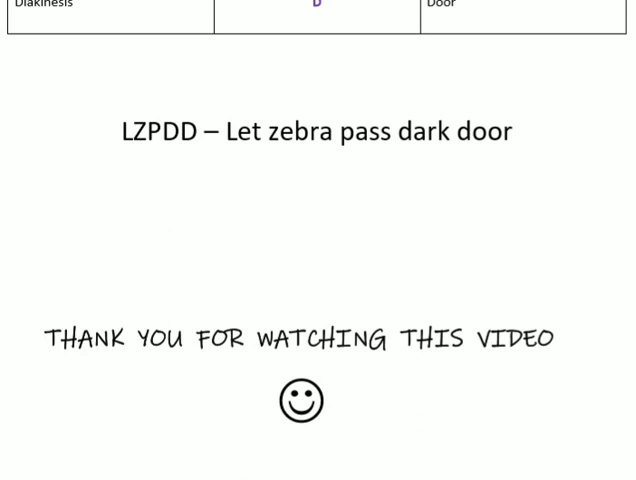 Diakinesis D Door
LZPDD – Let zebra pass dark door
THANK YOU FOR WATCHING THIS VIDEO